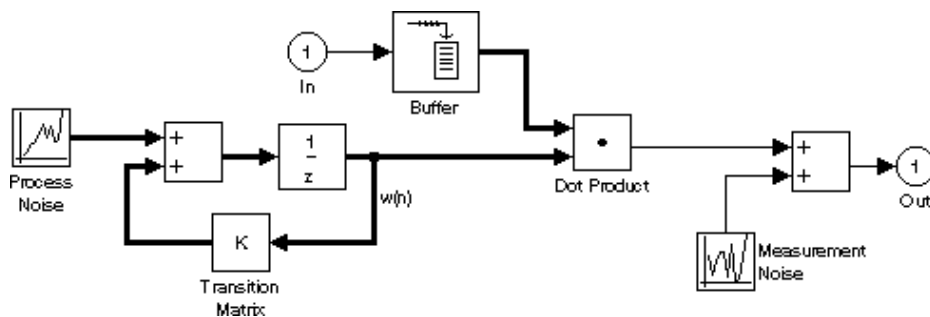 1
In
Buffer
Process
Noise
+
+
1
z
w(n)
K
Transition
Matrix
Dot Product
+
+
1
Out
Measurement
Noise